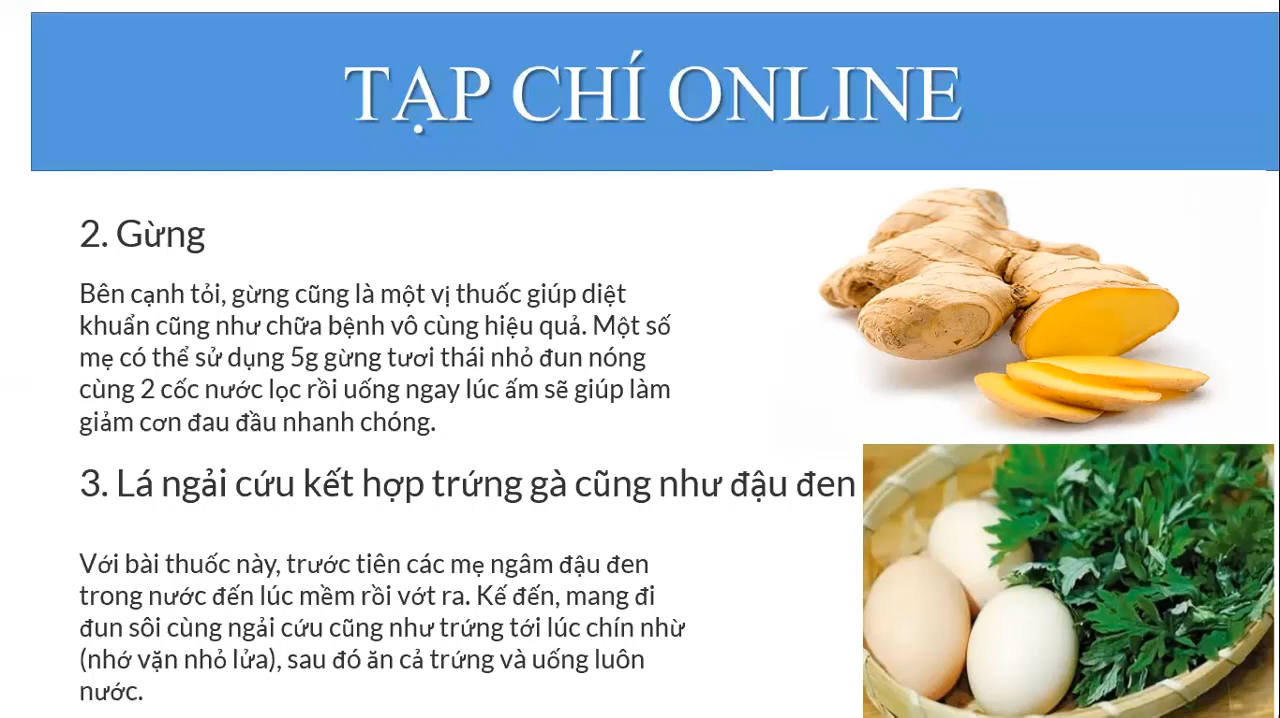 TẠP CHÍ ONLINE
2. Gừng
Bên cạnh tỏi, gừng cũng là một vị thuốc giúp diệt
khuẩn cũng như chữa bệnh vô cùng hiệu quả. Một số
mẹ có thể sử dụng 5g gừng tươi thái nhỏ đun nóng
cùng 2 cốc nước lọc rồi uống ngay lúc ấm sẽ giúp làm
giảm cơn đau đầu nhanh chóng.
3. Lá ngải cứu kết hợp trứng gà cũng như đậu đen
Với bài thuốc này, trước tiên các mẹ ngâm đậu đen
trong nước đến lúc mềm rồi vớt ra. Kế đến, mang đi
đun sôi cùng ngải cứu cũng như trứng tới lúc chín nhừ
(nhớ vặn nhỏ lửa), sau đó ăn cả trứng và uống luôn
nước.